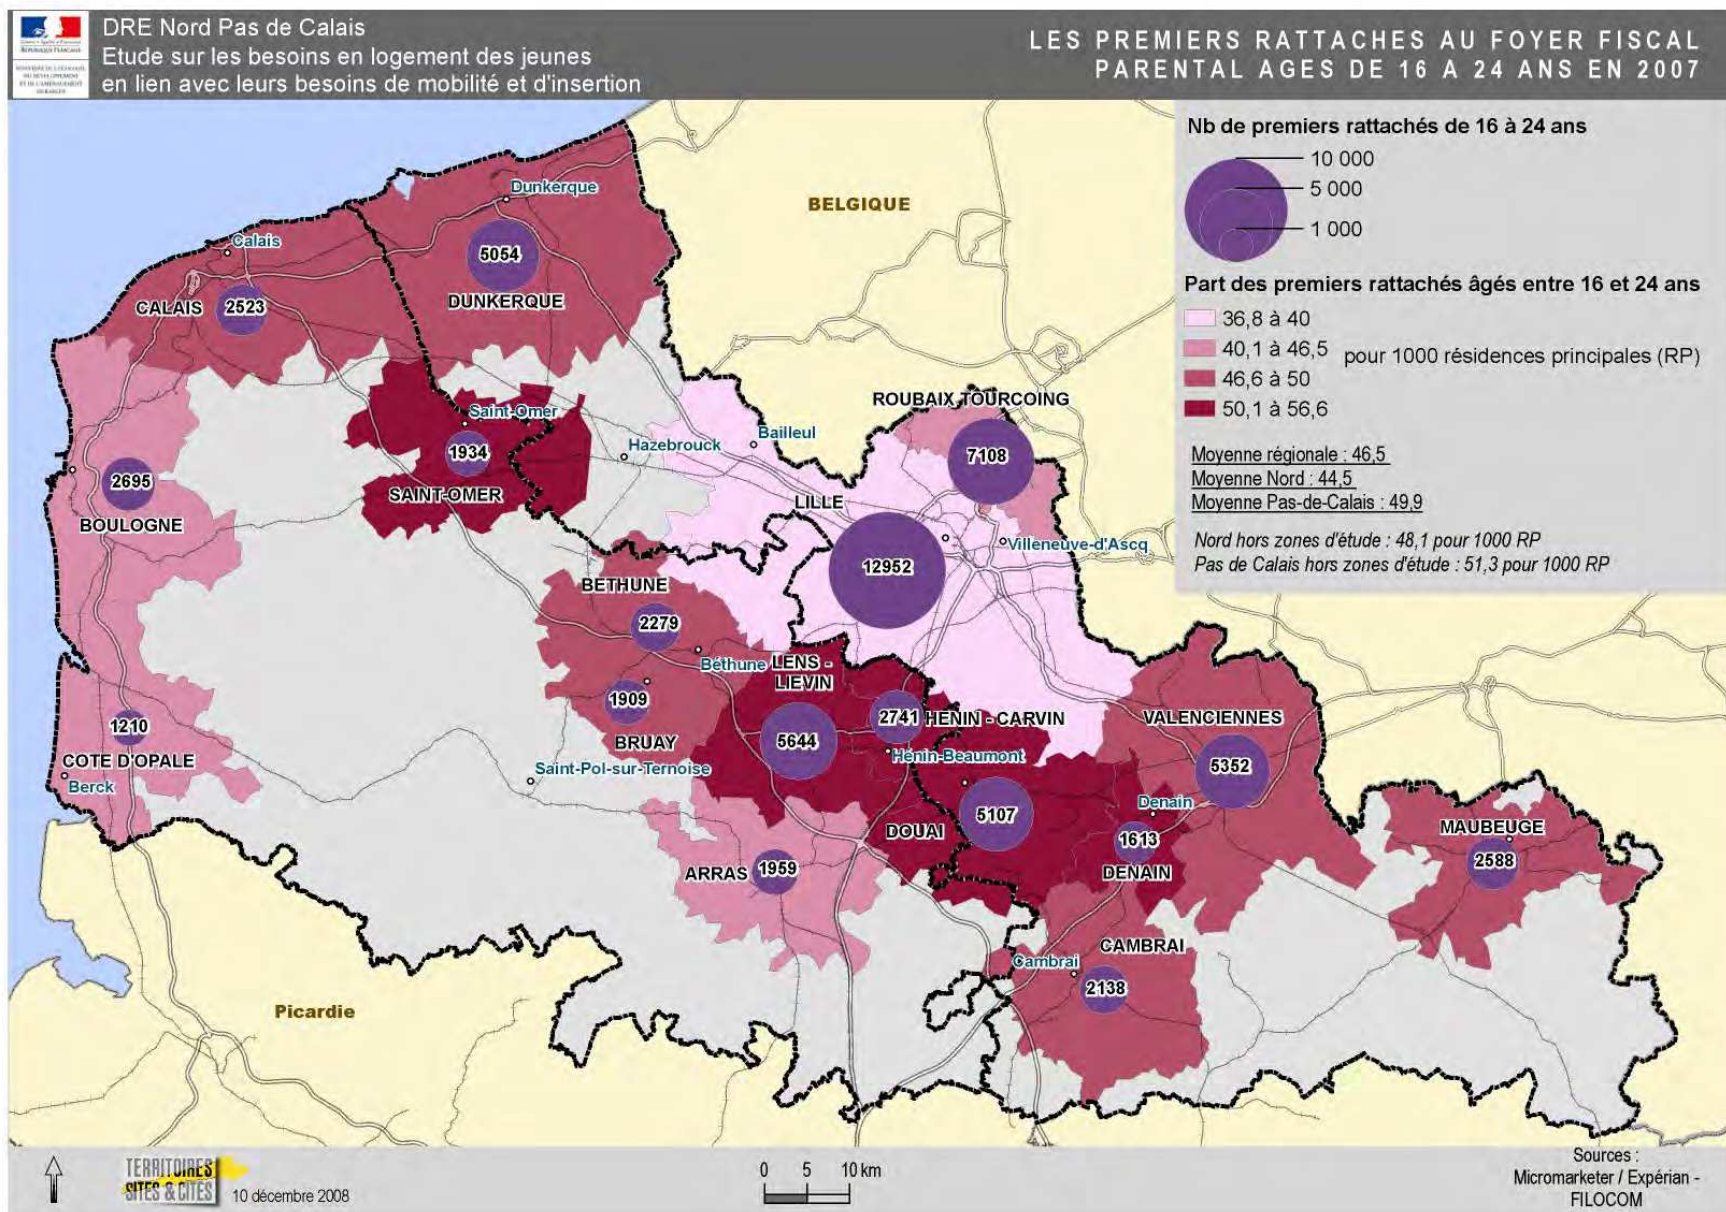 DRE Nord Pas de Calais
Etude sur les besoins en logement des jeunes
en lien avec leurs besoins de mobilité et d'insertion
LES PREMIERS RATTACHES AU FOYER FISCAL
PARENTAL AGES DE 16 A 24 ANS EN 2007
RÉPUBLIQUE FRANÇAISE
Nb de premiers rattachés de 16 à 24 ans
10 000
5 000
1 000
Part des premiers rattachés âgés entre 16 et 24 ans
36,8 à 40
40,1 à 46,5
pour 1000 résidences principales (RP)
46,6 à 50
50,1 à 56,6
Moyenne régionale : 46,5
Moyenne Nord : 44,5
Moyenne Pas-de-Calais : 49,9
Nord hors zones d'étude : 48,1 pour 1000 RP
Pas de Calais hors zones d'étude : 51,3 pour 1000 RP
BELGIQUE
Dunkerque
5054
DUNKERQUE
Calais
CALAIS
2523
ROUBAIX TOURCOING
7108
Saint-Omer
1934
SAINT-OMER
Hazebrouck
Bailleul
2695
BOULOGNE
LILLE
Villeneuve-d'Ascq
12952
BETHUNE
2279
Béthune
LENS -
LIEVIN
1909
BRUAY
2741
HENIN - CARVIN
VALENCIENNES
1210
COTE D'OPALE
Berck
5644
Hénin-Beaumont
5352
Saint-Pol-sur-Ternoise
5107
Denain
DOUAI
1613
DENAIN
MAUBEUGE
2588
ARRAS
1959
CAMBRAI
Cambrai
2138
Picardie
TERRITOIRES
SITES & CITÉS
10 décembre 2008
0 5 10 km
Sources :
Micromarketer / Expérian -
FILOCOM